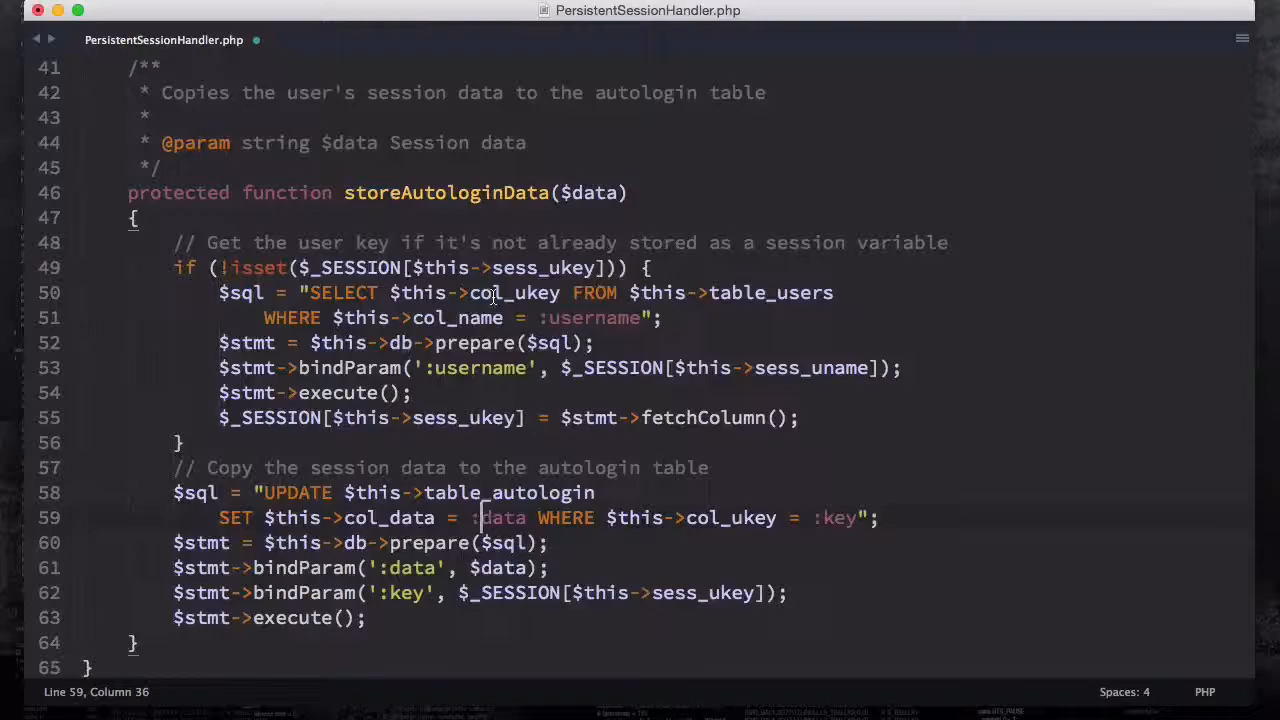 PersistentSessionHandler.php
PersistentSessionHandler.php
41 /**
42 * Copies the user's session data to the autologin table
43 *
44 * @param string $data Session data
45 */
46 protected function storeAutologinData($data)
47 {
48 // Get the user key if it's not already stored as a session variable
49 if (!isset($_SESSION[$this->sess_ukey])) {
50 $sql = "SELECT $this->col_ukey FROM $this->table_users
51 WHERE $this->col_name = :username";
52 $stmt = $this->db->prepare($sql);
53 $stmt->bindParam(':username', $_SESSION[$this->sess_uname]);
54 $stmt->execute();
55 $_SESSION[$this->sess_ukey] = $stmt->fetchColumn();
56 }
57 // Copy the session data to the autologin table
58 $sql = "UPDATE $this->table_autologin
59 SET $this->col_data = :data WHERE $this->col_ukey = :key";
60 $stmt = $this->db->prepare($sql);
61 $stmt->bindParam(':data', $data);
62 $stmt->bindParam(':key', $_SESSION[$this->sess_ukey]);
63 $stmt->execute();
64 }
65 }
Line 59, Column 36 Spaces: 4 PHP